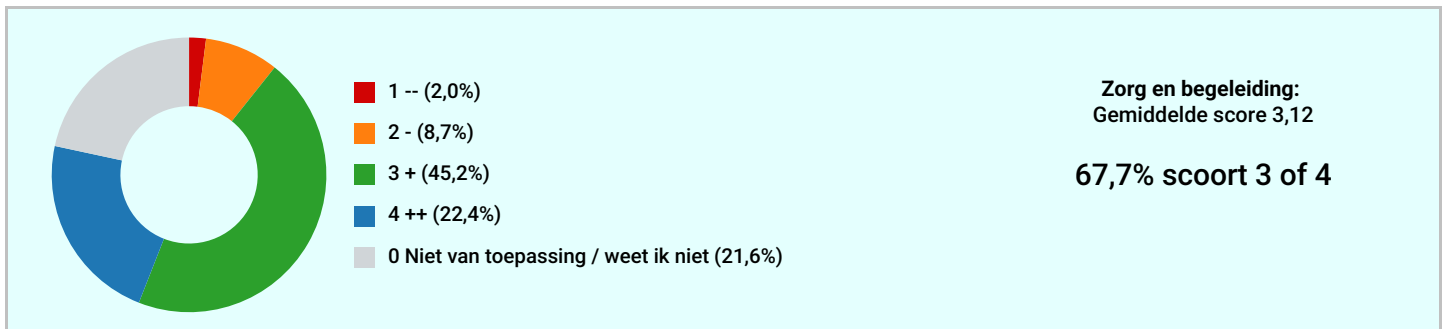 1 -- (2,0%)
2 - (8,7%)
3 + (45,2%)
4 ++ (22,4%)
0 Niet van toepassing / weet ik niet (21,6%)
Zorg en begeleiding:
Gemiddelde score 3,12
67,7% scoort 3 of 4